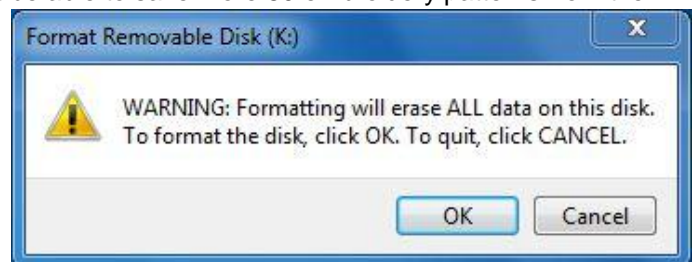 Format Removable Disk (K:)
X
WARNING: Formatting will erase ALL data on this disk.
To format the disk, click OK. To quit, click CANCEL.
OK
Cancel